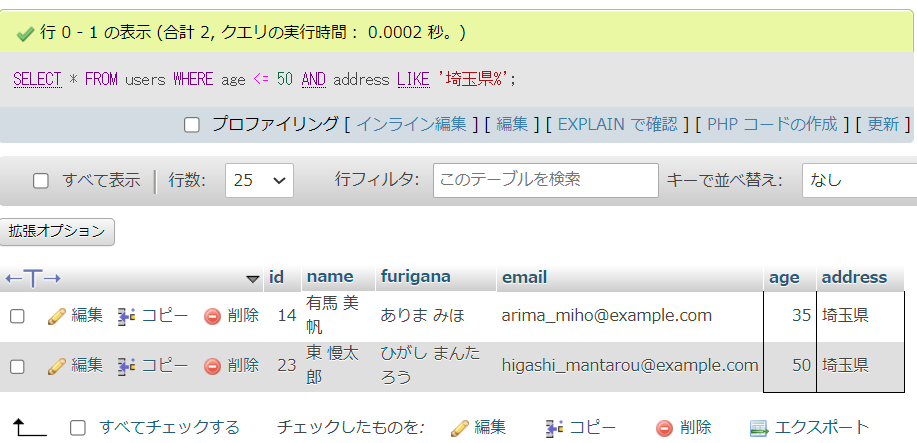 行 0 - 1 の表示 (合計 2, クエリの実行時間： 0.0002 秒。)
SELECT * FROM users WHERE age <= 50 AND address LIKE '埼玉県%';
プロファイリング [ インライン編集 ] [ 編集 ] [ EXPLAIN で確認 ] [ PHP コードの作成 ] [ 更新 ]
すべて表示 | 行数: 25 行フィルタ: このテーブルを検索 キーで並べ替え: なし
拡張オプション
←T→ id name furigana email age address
編集 コピー 削除 14 有馬 美帆 ありま みほ arima_miho@example.com 35 埼玉県
編集 コピー 削除 23 東 慢太郎 ひがし まんたろう higashi_mantarou@example.com 50 埼玉県
すべてチェックする チェックしたものを: 編集 コピー 削除 エクスポート